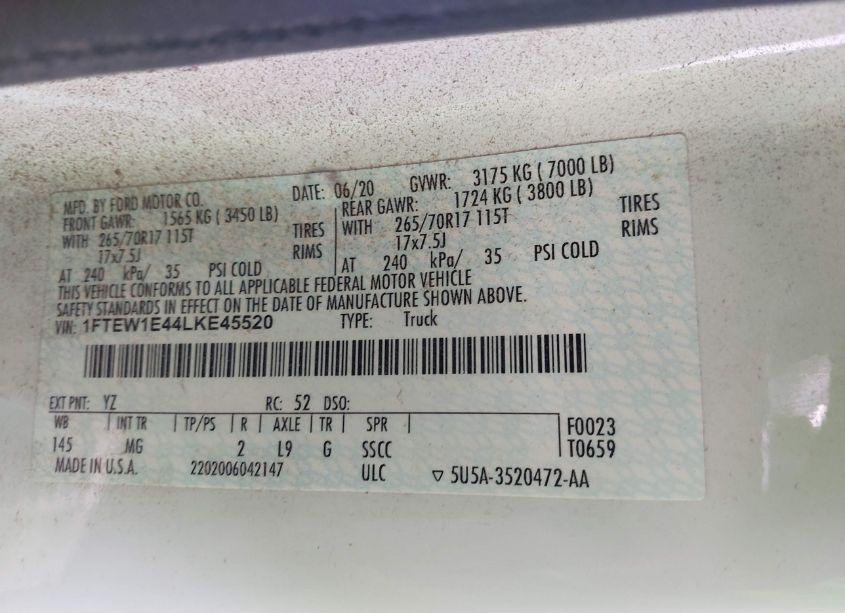 MFD. BY FORD MOTOR CO. DATE: 06/20 GVWR: 3175 KG ( 7000 LB)
FRONT GAWR: 1565 KG ( 3450 LB)
WITH 265/70R17 115T TIRES
17x7.5J RIMS
AT 240 kPa/ 35 PSI COLD
REAR GAWR: 1724 KG ( 3800 LB)
WITH 265/70R17 115T TIRES
17x7.5J RIMS
AT 240 kPa/ 35 PSI COLD
THIS VEHICLE CONFORMS TO ALL APPLICABLE FEDERAL MOTOR VEHICLE
SAFETY STANDARDS IN EFFECT ON THE DATE OF MANUFACTURE SHOWN ABOVE.
VIN: 1FTEW1E44LKE45520 TYPE: Truck
EXT PNT: YZ RC: 52 DSO:
WB | INT TR | TP/PS | R | AXLE | TR | SPR
145 MG 2 L9 G SSCC
F0023
T0659
MADE IN U.S.A. 2202006042147 ULC ▽ 5U5A-3520472-AA